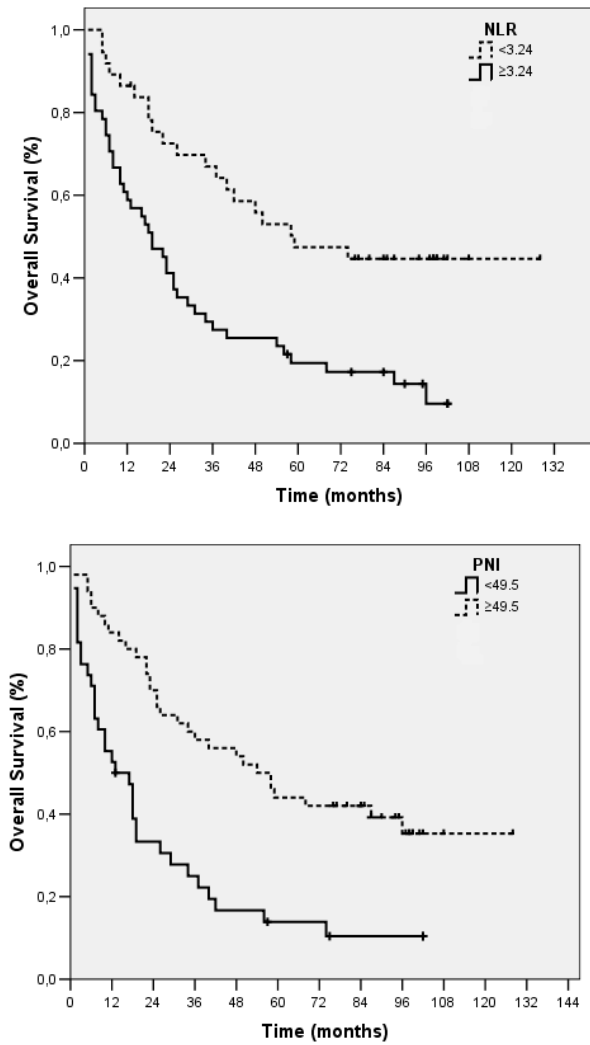 NLR
<3.24
≥3.24
1,0
0,8
0,6
0,4
0,2
0,0
Overall Survival (%)
0 12 24 36 48 60 72 84 96 108 120 132
Time (months)
PNI
<49.5
≥49.5
1,0
0,8
0,6
0,4
0,2
0,0
Overall Survival (%)
0 12 24 36 48 60 72 84 96 108 120 132 144
Time (months)